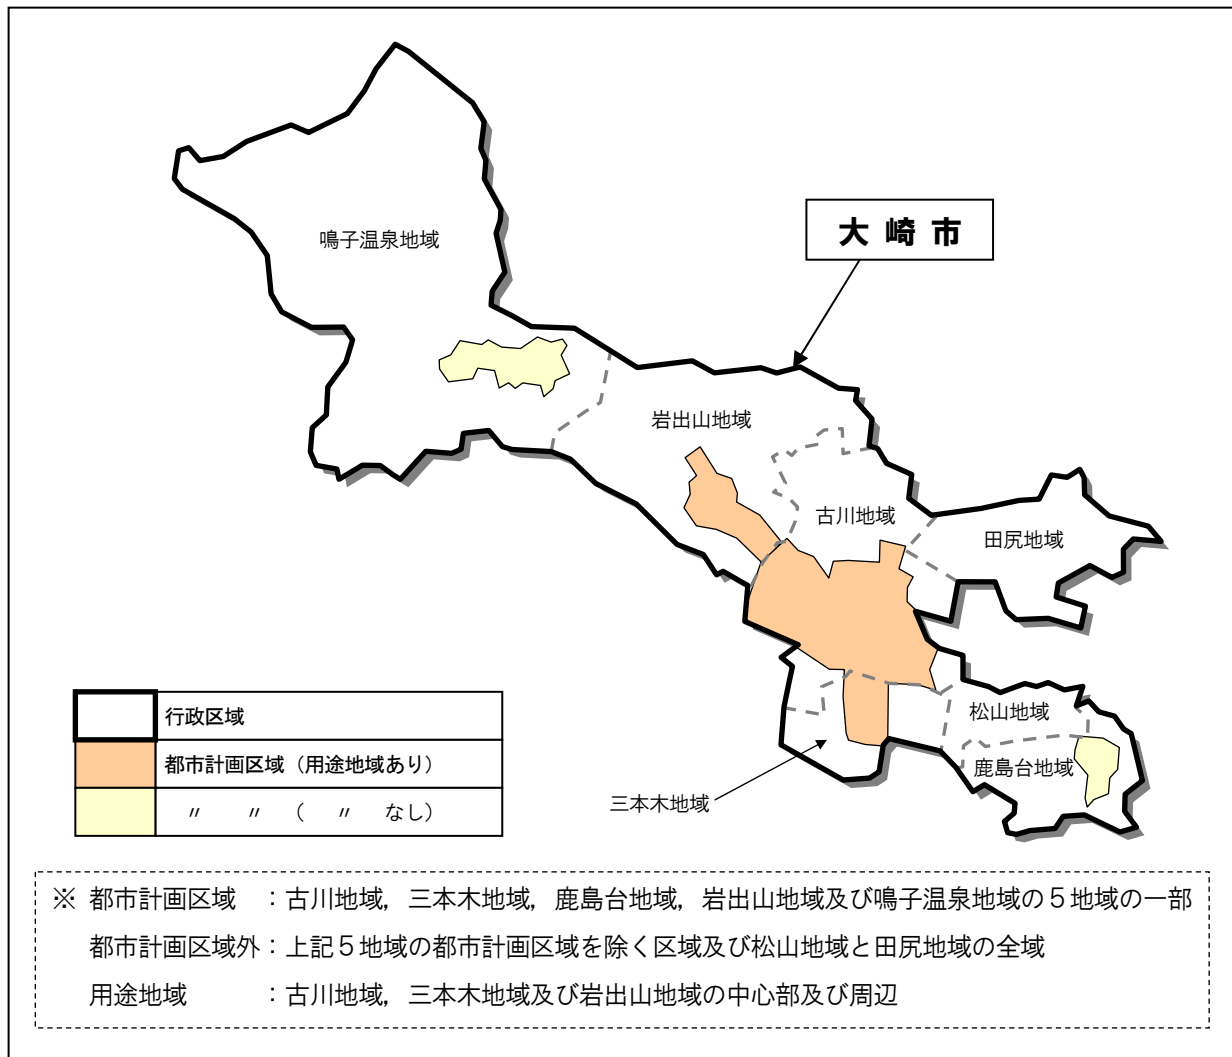 大崎市
鳴子温泉地域
岩出山地域
古川地域
田尻地域
松山地域
鹿島台地域
三本木地域
行政区域
都市計画区域（用途地域あり）
〃　〃　（　〃　なし）
※ 都市計画区域　：古川地域，三本木地域，鹿島台地域，岩出山地域及び鳴子温泉地域の５地域の一部
都市計画区域外：上記５地域の都市計画区域を除く区域及び松山地域と田尻地域の全域
用途地域　　　：古川地域，三本木地域及び岩出山地域の中心部及び周辺